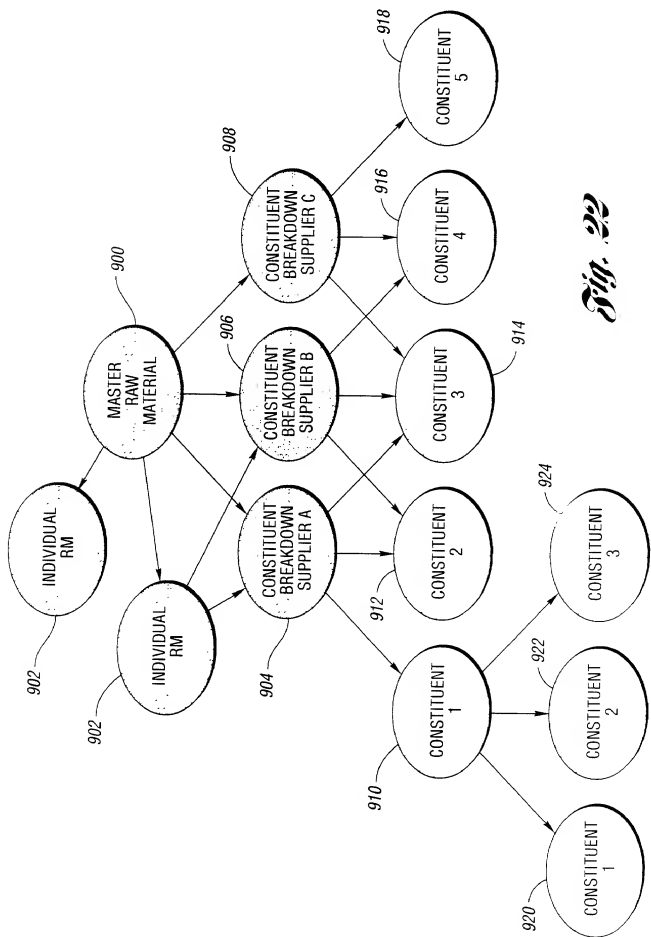 902
INDIVIDUAL
RM
902
INDIVIDUAL
RM
900
MASTER
RAW
MATERIAL
904
CONSTITUENT
BREAKDOWN
SUPPLIER A
906
CONSTITUENT
BREAKDOWN
SUPPLIER B
908
CONSTITUENT
BREAKDOWN
SUPPLIER C
910
CONSTITUENT
1
912
CONSTITUENT
2
914
CONSTITUENT
3
916
CONSTITUENT
4
918
CONSTITUENT
5
920
CONSTITUENT
1
922
CONSTITUENT
2
924
CONSTITUENT
3
Fig. 22